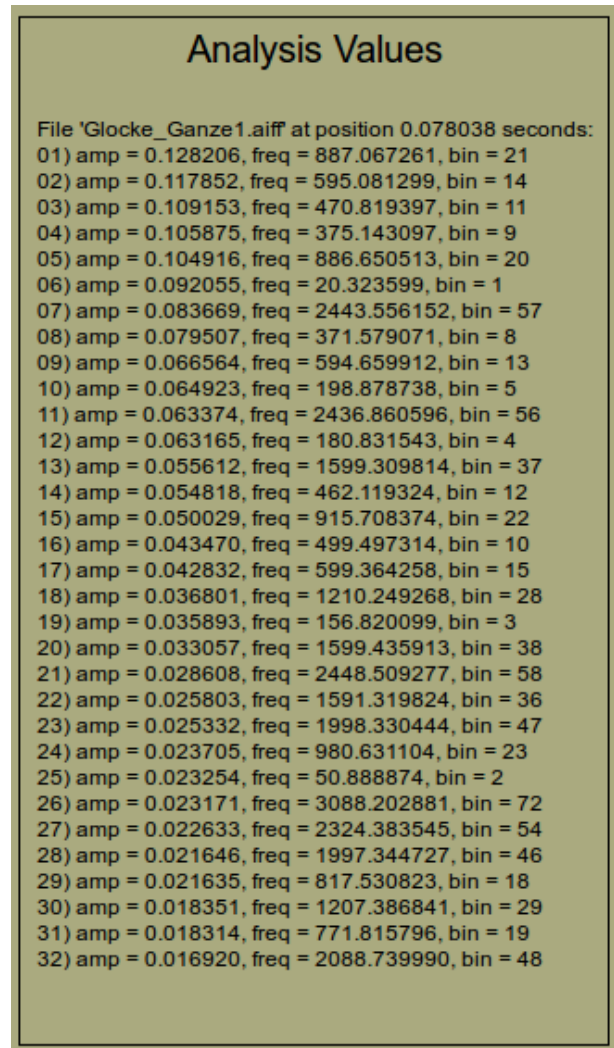 Analysis Values
File 'Glocke_Ganze1.aiff' at position 0.078038 seconds:
01) amp = 0.128206, freq = 887.067261, bin = 21
02) amp = 0.117852, freq = 595.081299, bin = 14
03) amp = 0.109153, freq = 470.819397, bin = 11
04) amp = 0.105875, freq = 375.143097, bin = 9
05) amp = 0.104916, freq = 886.650513, bin = 20
06) amp = 0.092055, freq = 20.323599, bin = 1
07) amp = 0.083669, freq = 2443.556152, bin = 57
08) amp = 0.079507, freq = 371.579071, bin = 8
09) amp = 0.066564, freq = 594.659912, bin = 13
10) amp = 0.064923, freq = 198.878738, bin = 5
11) amp = 0.063374, freq = 2436.860596, bin = 56
12) amp = 0.063165, freq = 180.831543, bin = 4
13) amp = 0.055612, freq = 1599.309814, bin = 37
14) amp = 0.054818, freq = 462.119324, bin = 12
15) amp = 0.050029, freq = 915.708374, bin = 22
16) amp = 0.043470, freq = 499.497314, bin = 10
17) amp = 0.042832, freq = 599.364258, bin = 15
18) amp = 0.036801, freq = 1210.249268, bin = 28
19) amp = 0.035893, freq = 156.820099, bin = 3
20) amp = 0.033057, freq = 1599.435913, bin = 38
21) amp = 0.028608, freq = 2448.509277, bin = 58
22) amp = 0.025803, freq = 1591.319824, bin = 36
23) amp = 0.025332, freq = 1998.330444, bin = 47
24) amp = 0.023705, freq = 980.631104, bin = 23
25) amp = 0.023254, freq = 50.888874, bin = 2
26) amp = 0.023171, freq = 3088.202881, bin = 72
27) amp = 0.022633, freq = 2324.383545, bin = 54
28) amp = 0.021646, freq = 1997.344727, bin = 46
29) amp = 0.021635, freq = 817.530823, bin = 18
30) amp = 0.018351, freq = 1207.386841, bin = 29
31) amp = 0.018314, freq = 771.815796, bin = 19
32) amp = 0.016920, freq = 2088.739990, bin = 48